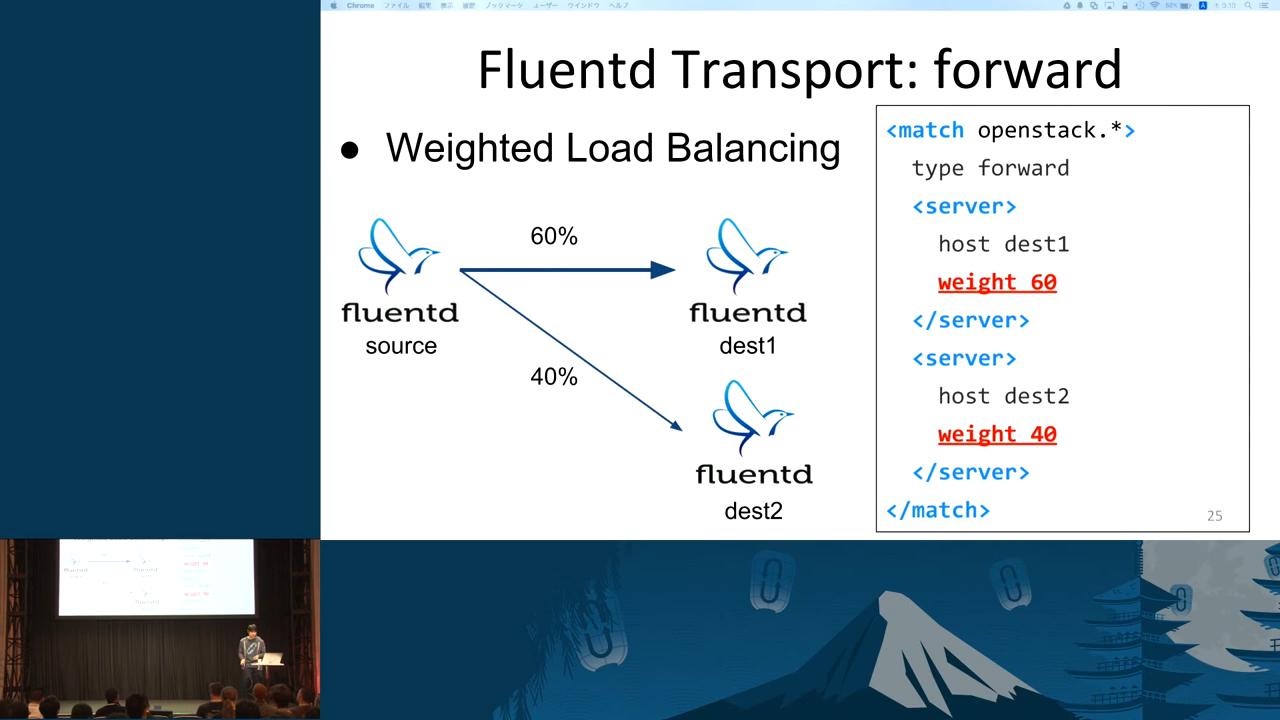 Chrome ファイル 編集 表示 履歴 ブックマーク ユーザー ウインドウ ヘルプ
Fluentd Transport: forward
● Weighted Load Balancing
60%
fluentd
source
fluentd
dest1
40%
fluentd
dest2
<match openstack.*>
type forward
<server>
host dest1
weight 60
</server>
<server>
host dest2
weight 40
</server>
</match>
25